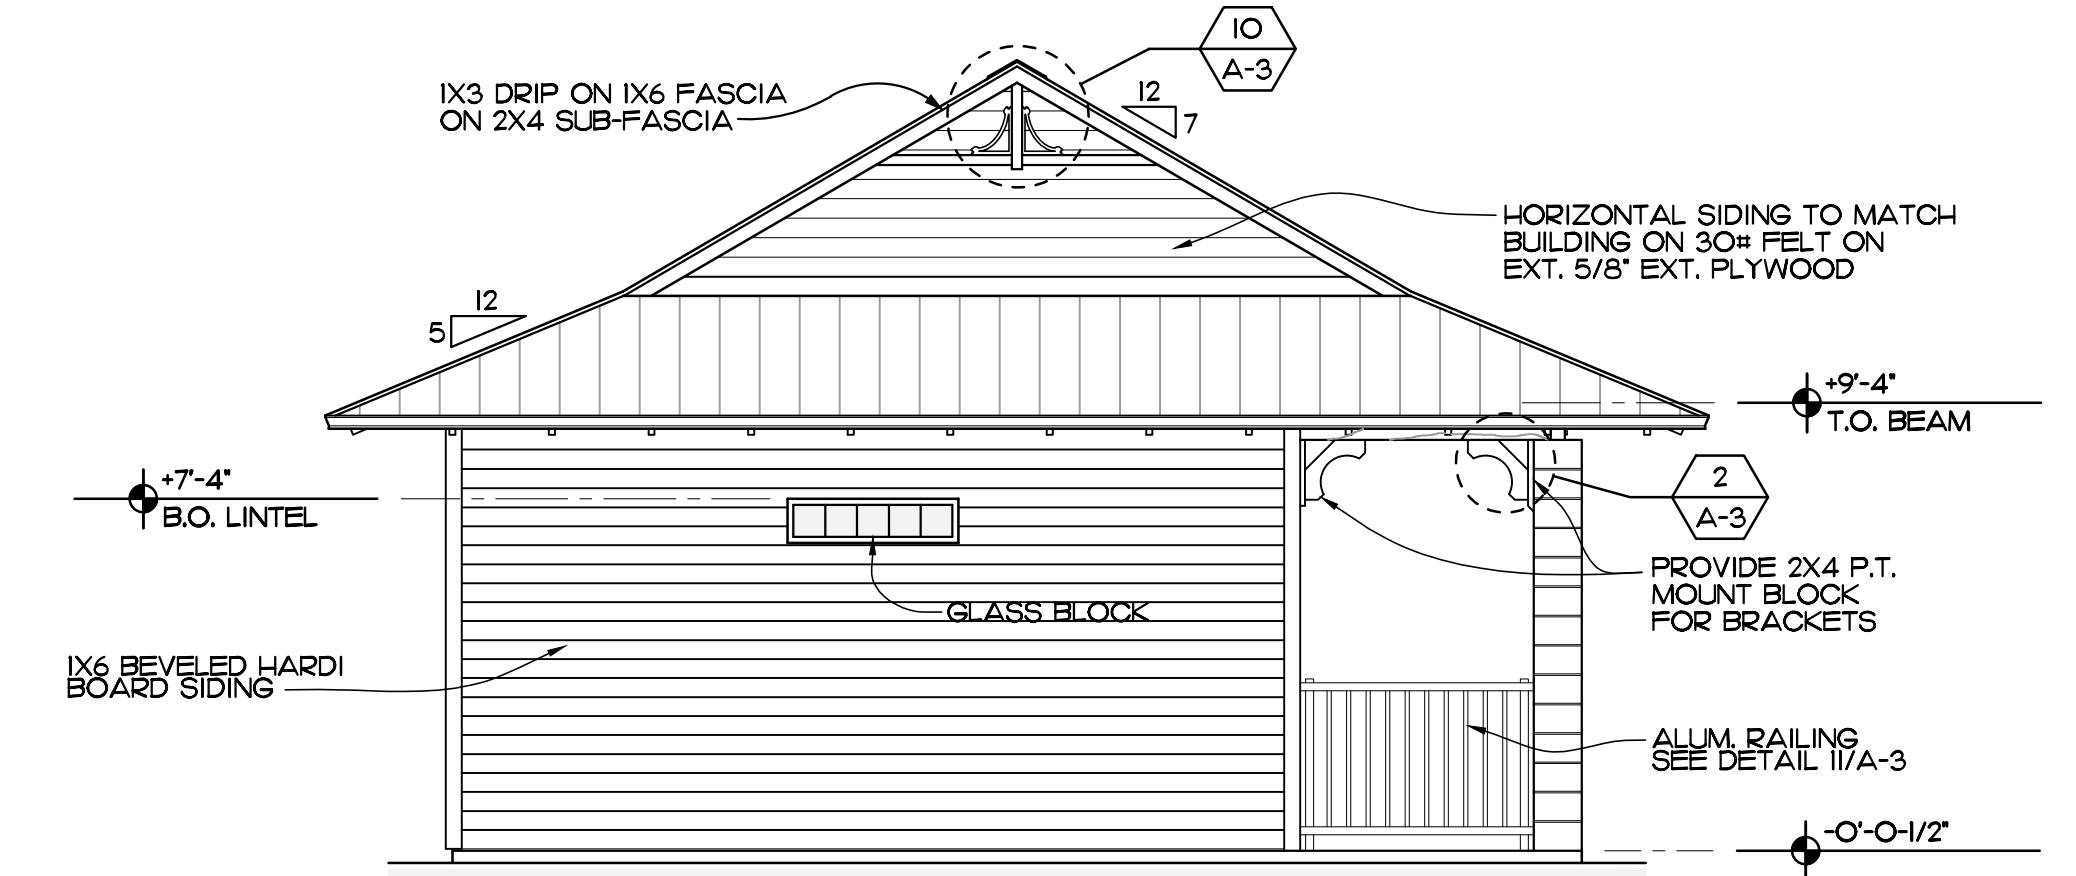 10
A-3
1X3 DRIP ON 1X6 FASCIA
ON 2X4 SUB-FASCIA
12
7
HORIZONTAL SIDING TO MATCH
BUILDING ON 30# FELT ON
EXT. 5/8" EXT. PLYWOOD
12
5
+9'-4"
T.O. BEAM
+7'-4"
B.O. LINTEL
2
A-3
PROVIDE 2X4 P.T.
MOUNT BLOCK
FOR BRACKETS
GLASS BLOCK
1X6 BEVELED HARDI
BOARD SIDING
ALUM. RAILING
SEE DETAIL 11/A-3
-0'-0-1/2"